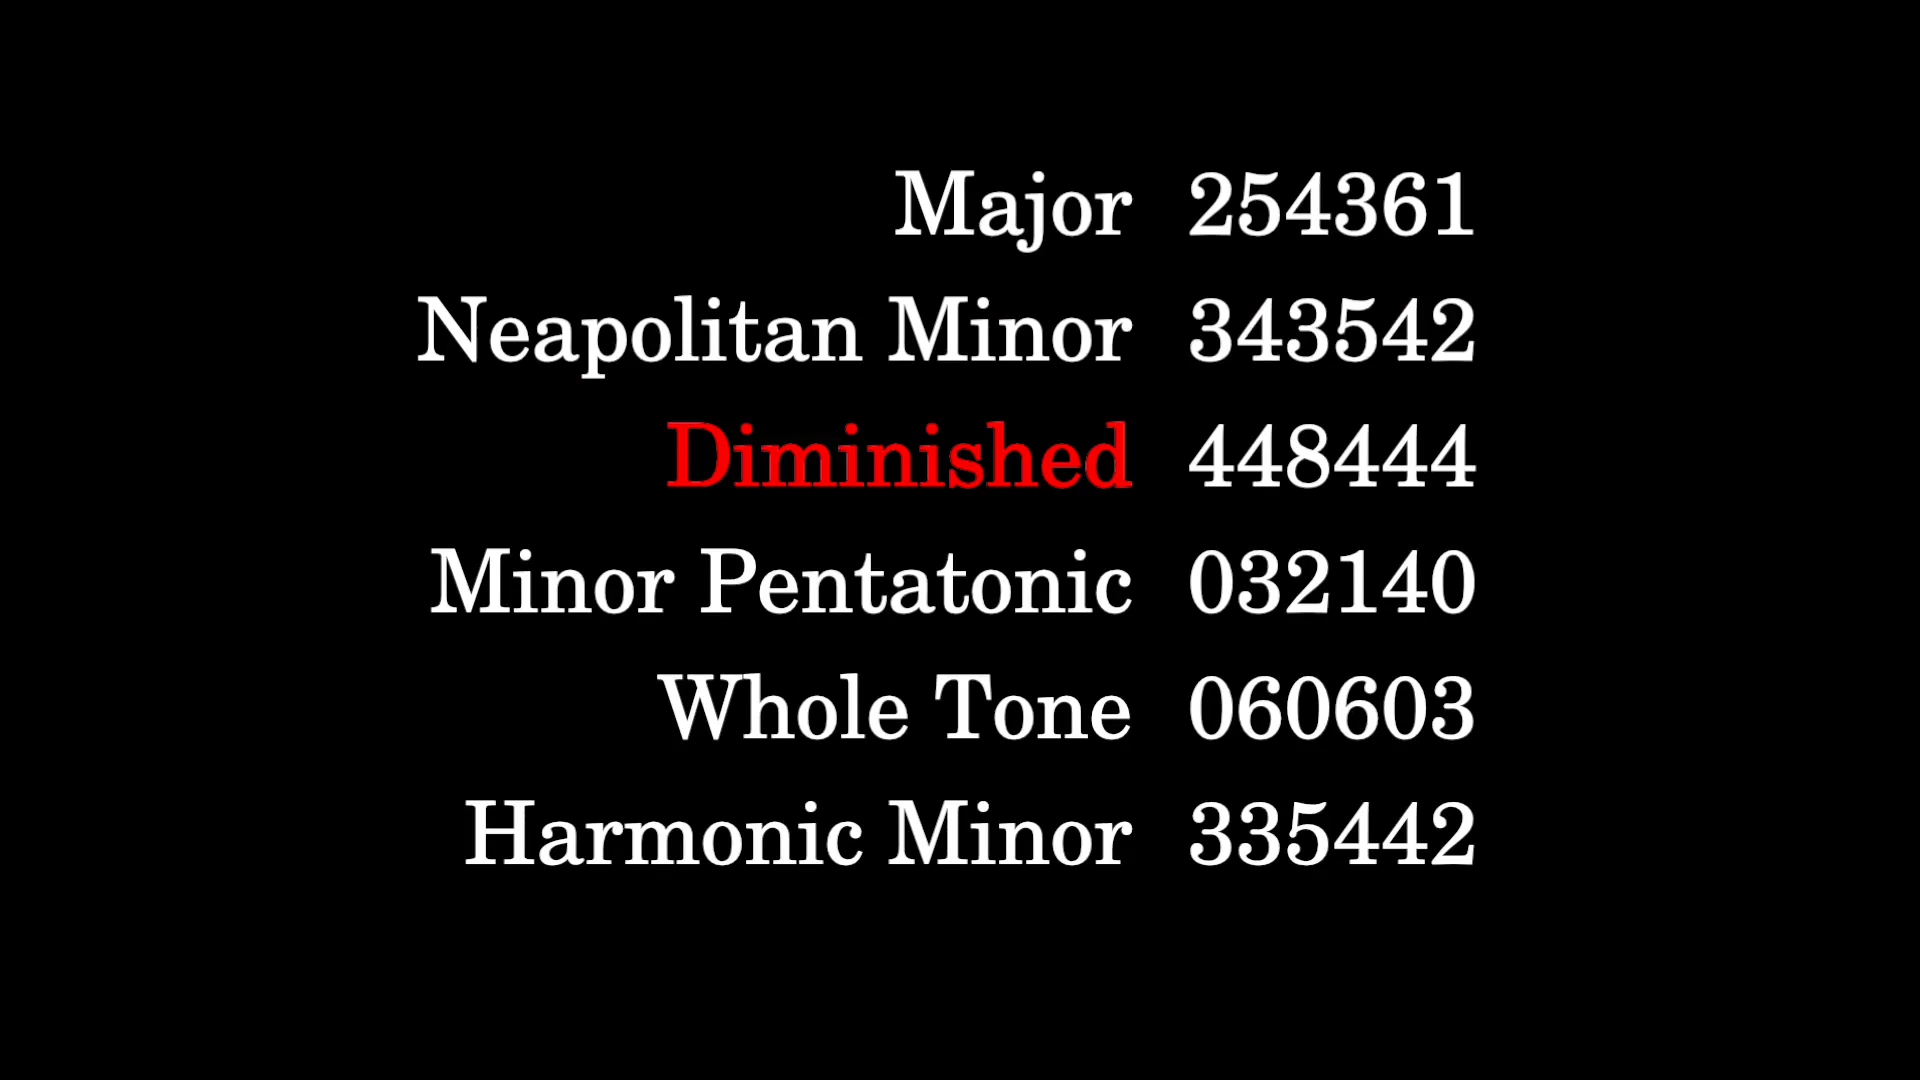 Major 254361
Neapolitan Minor 343542
Diminished 448444
Minor Pentatonic 032140
Whole Tone 060603
Harmonic Minor 335442